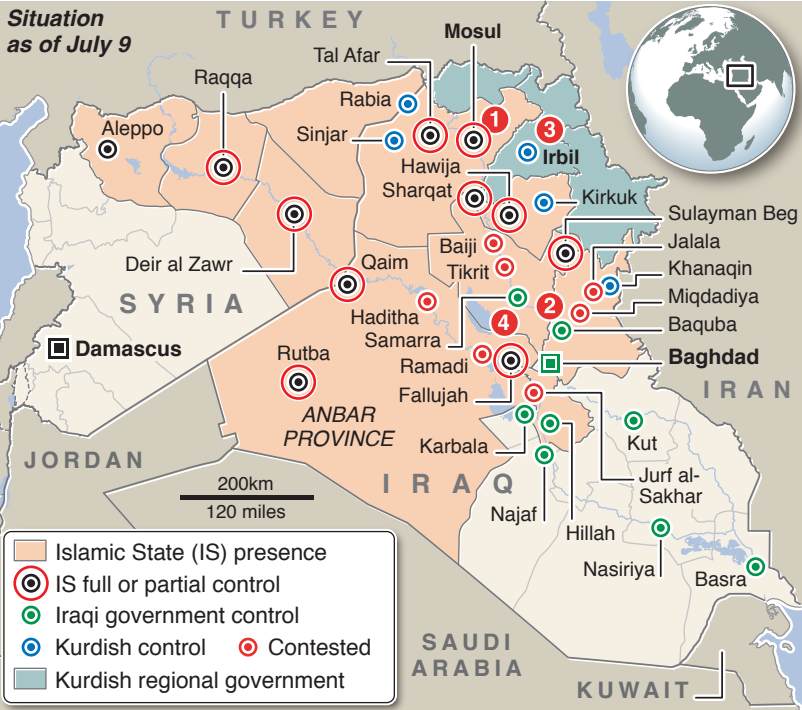 Situation
as of July 9
TURKEY
Mosul
Tal Afar
Raqqa
Rabia
Aleppo
Sinjar
1
3
Irbil
Hawija
Sharqat
Kirkuk
Sulayman Beg
Baiji
Jalala
Tikrit
Khanaqin
Deir al Zawr
Qaim
Miqdadiya
SYRIA
Haditha
2
4
Samarra
Baquba
Damascus
Rutba
Ramadi
Baghdad
Fallujah
IRAN
ANBAR
PROVINCE
Karbala
Kut
JORDAN
IRAQ
Jurf al-
Sakhar
200km
120 miles
Najaf
Hillah
Nasiriya
Basra
Islamic State (IS) presence
IS full or partial control
Iraqi government control
Kurdish control
Contested
Kurdish regional government
SAUDI
ARABIA
KUWAIT